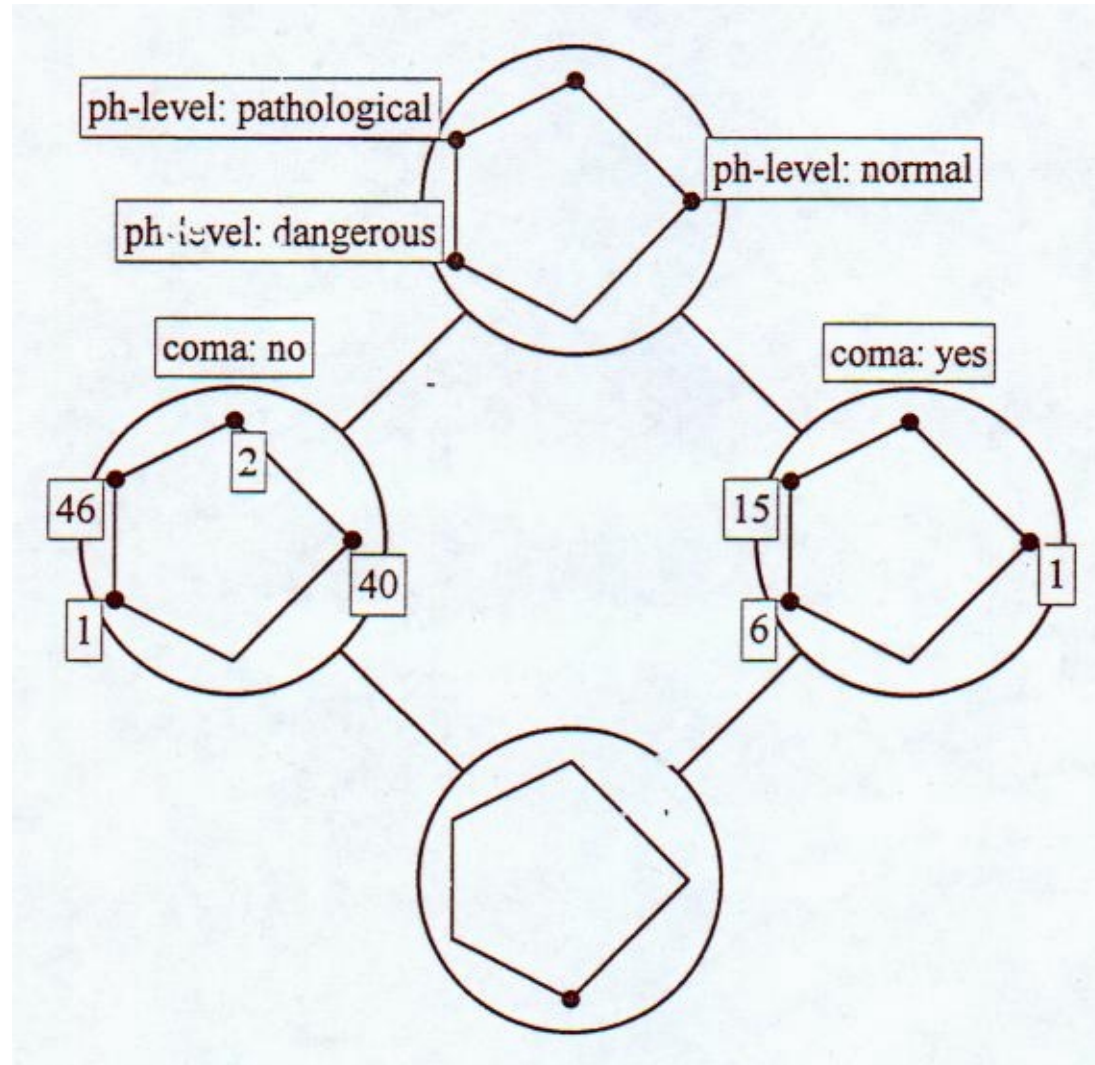 ph-level: pathological
ph-level: normal
ph-level: dangerous
coma: no
coma: yes
2
46
15
40
1
1
6